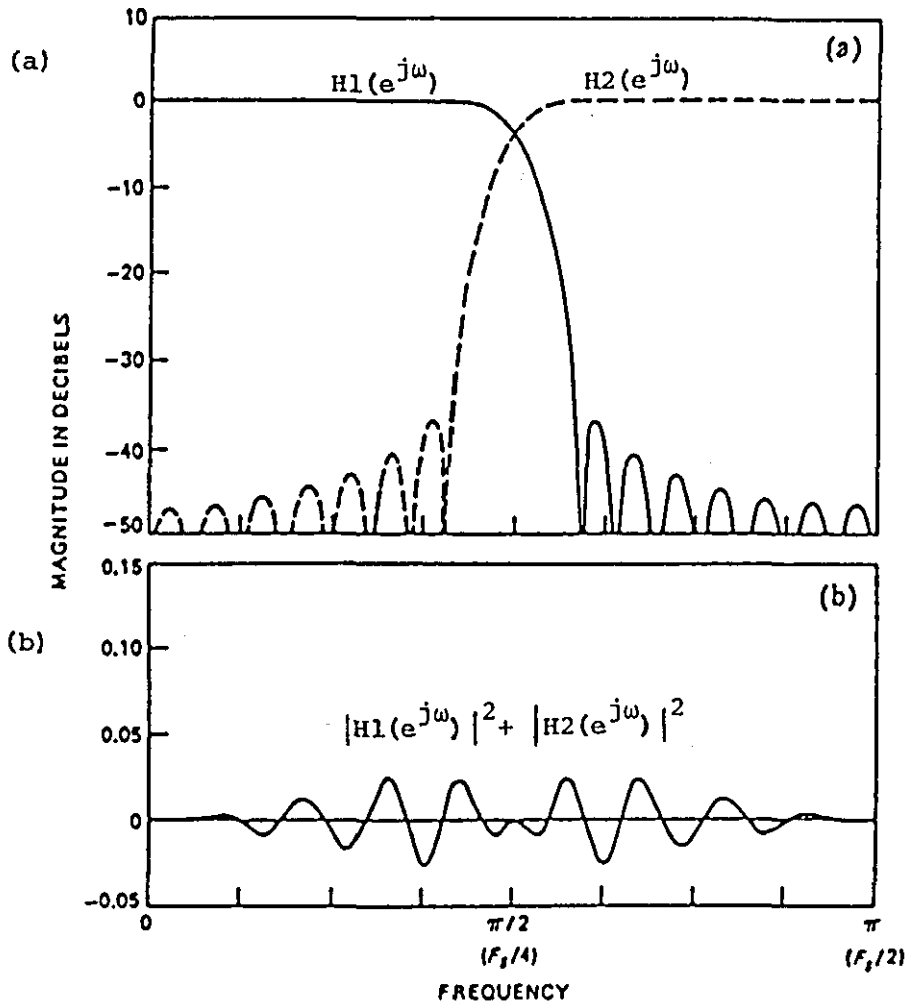 (a)
10
(a)
H1(e^jω)
H2(e^jω)
0
-10
-20
-30
-40
-50
MAGNITUDE IN DECIBELS
(b)
0.15
(b)
0.10
0.05
|H1(e^jω)|^2 + |H2(e^jω)|^2
0
-0.05
0
π/2
π
(F_s/4)
(F_s/2)
FREQUENCY